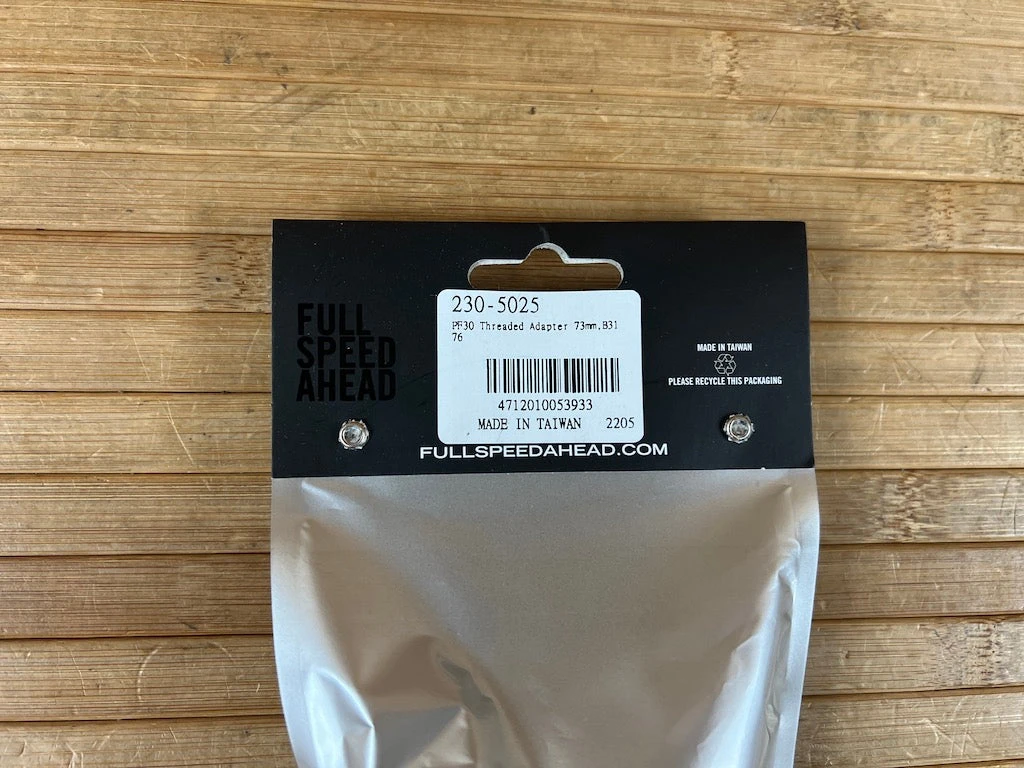 230-5025
PF30 Threaded Adapter 73mm,B31
76
4712010053933
MADE IN TAIWAN 2205
FULL
SPEED
AHEAD
MADE IN TAIWAN
PLEASE RECYCLE THIS PACKAGING
FULLSPEEDAHEAD.COM